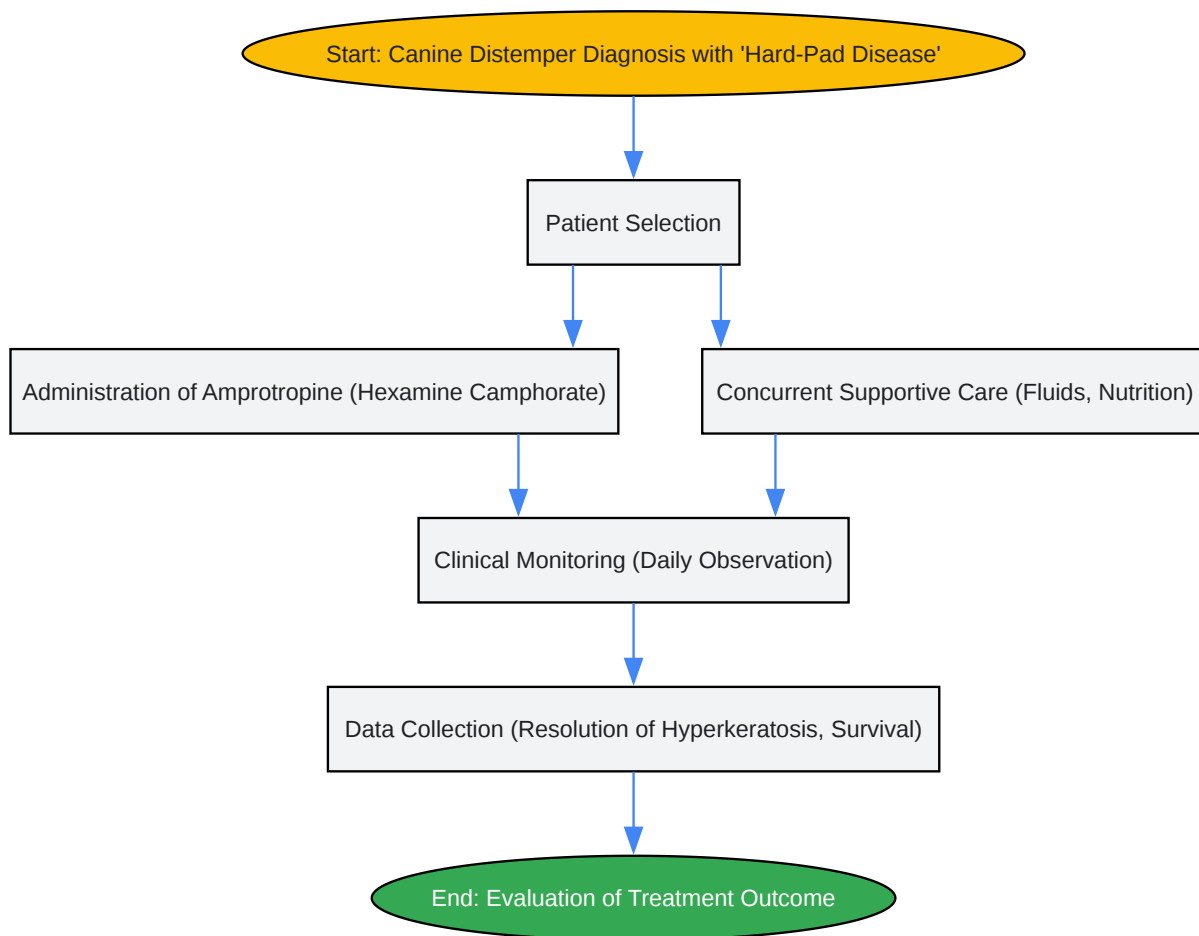 Start: Canine Distemper Diagnosis with 'Hard-Pad Disease'
Patient Selection
Administration of Amprotropine (Hexamine Camphorate)
Concurrent Supportive Care (Fluids, Nutrition)
Clinical Monitoring (Daily Observation)
Data Collection (Resolution of Hyperkeratosis, Survival)
End: Evaluation of Treatment Outcome